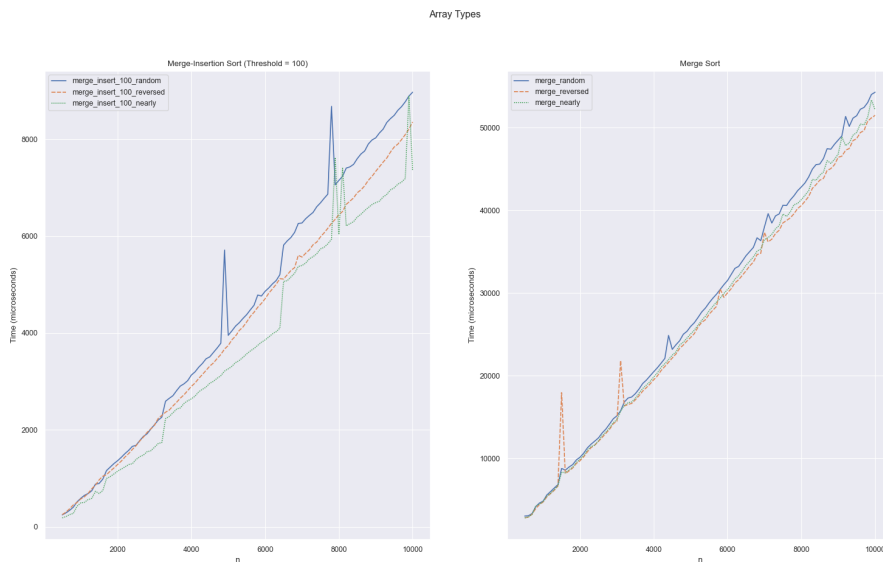 Array Types
Merge-Insertion Sort (Threshold = 100)
merge_insert_100_random
merge_insert_100_reversed
merge_insert_100_nearly
Time (microseconds)
8000
6000
4000
2000
0
2000
4000
6000
8000
10000
n
Merge Sort
merge_random
merge_reversed
merge_nearly
Time (microseconds)
50000
40000
30000
20000
10000
2000
4000
6000
8000
10000
n